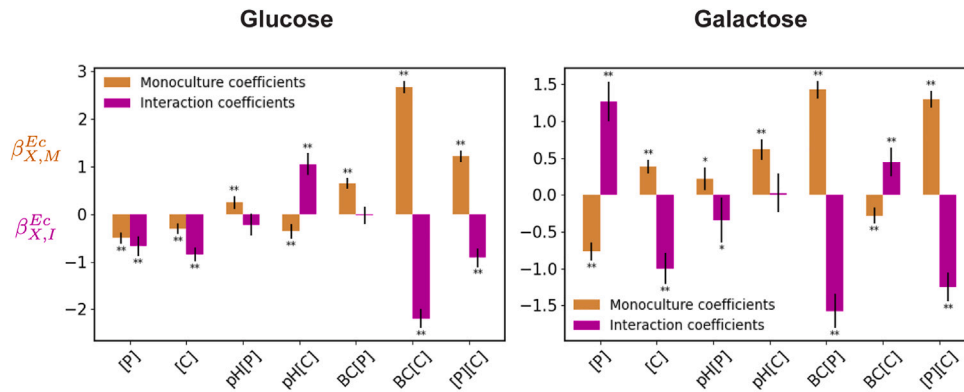 Glucose
Galactose
β^{Ec}_{X,M}
β^{Ec}_{X,I}
3
2
1
0
−1
−2
Monoculture coefficients
Interaction coefficients
** ** ** ** ** ** ** ** ** ** ** **
[P] [C] pH[P] pH[C] BC[P] BC[C] [P][C]
1.5
1.0
0.5
0.0
−0.5
−1.0
−1.5
** ** ** ** * * ** ** ** ** ** ** **
Monoculture coefficients
Interaction coefficients
[P] [C] pH[P] pH[C] BC[P] BC[C] [P][C]